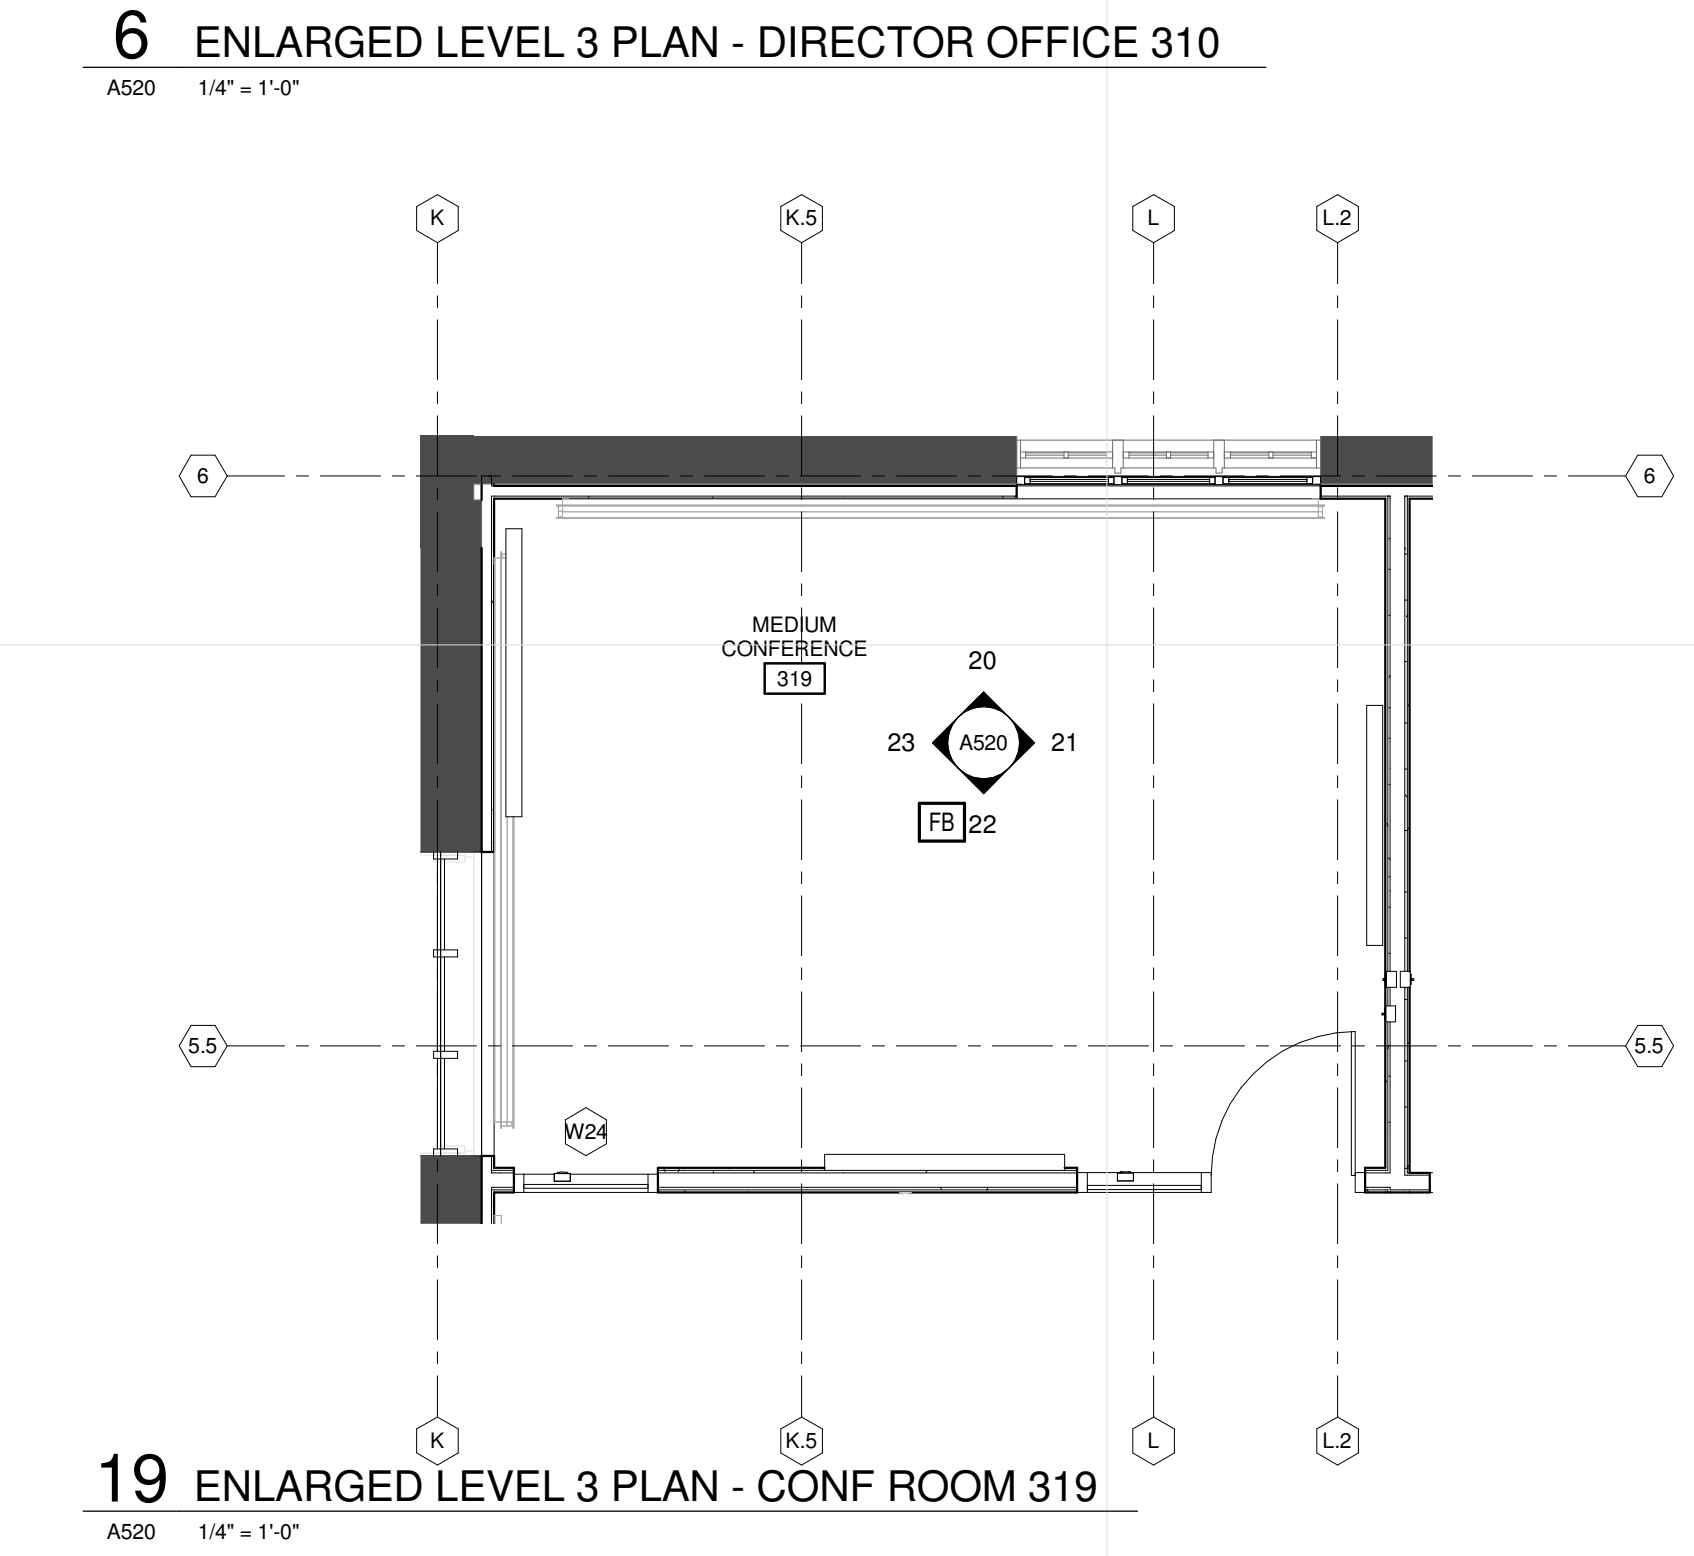 6 ENLARGED LEVEL 3 PLAN - DIRECTOR OFFICE 310
A520 1/4" = 1'-0"
K K.5 L L.2
6 6
MEDIUM
CONFERENCE
319
20
23 A520 21
FB 22
5.5 5.5
W24
K K.5 L L.2
19 ENLARGED LEVEL 3 PLAN - CONF ROOM 319
A520 1/4" = 1'-0"